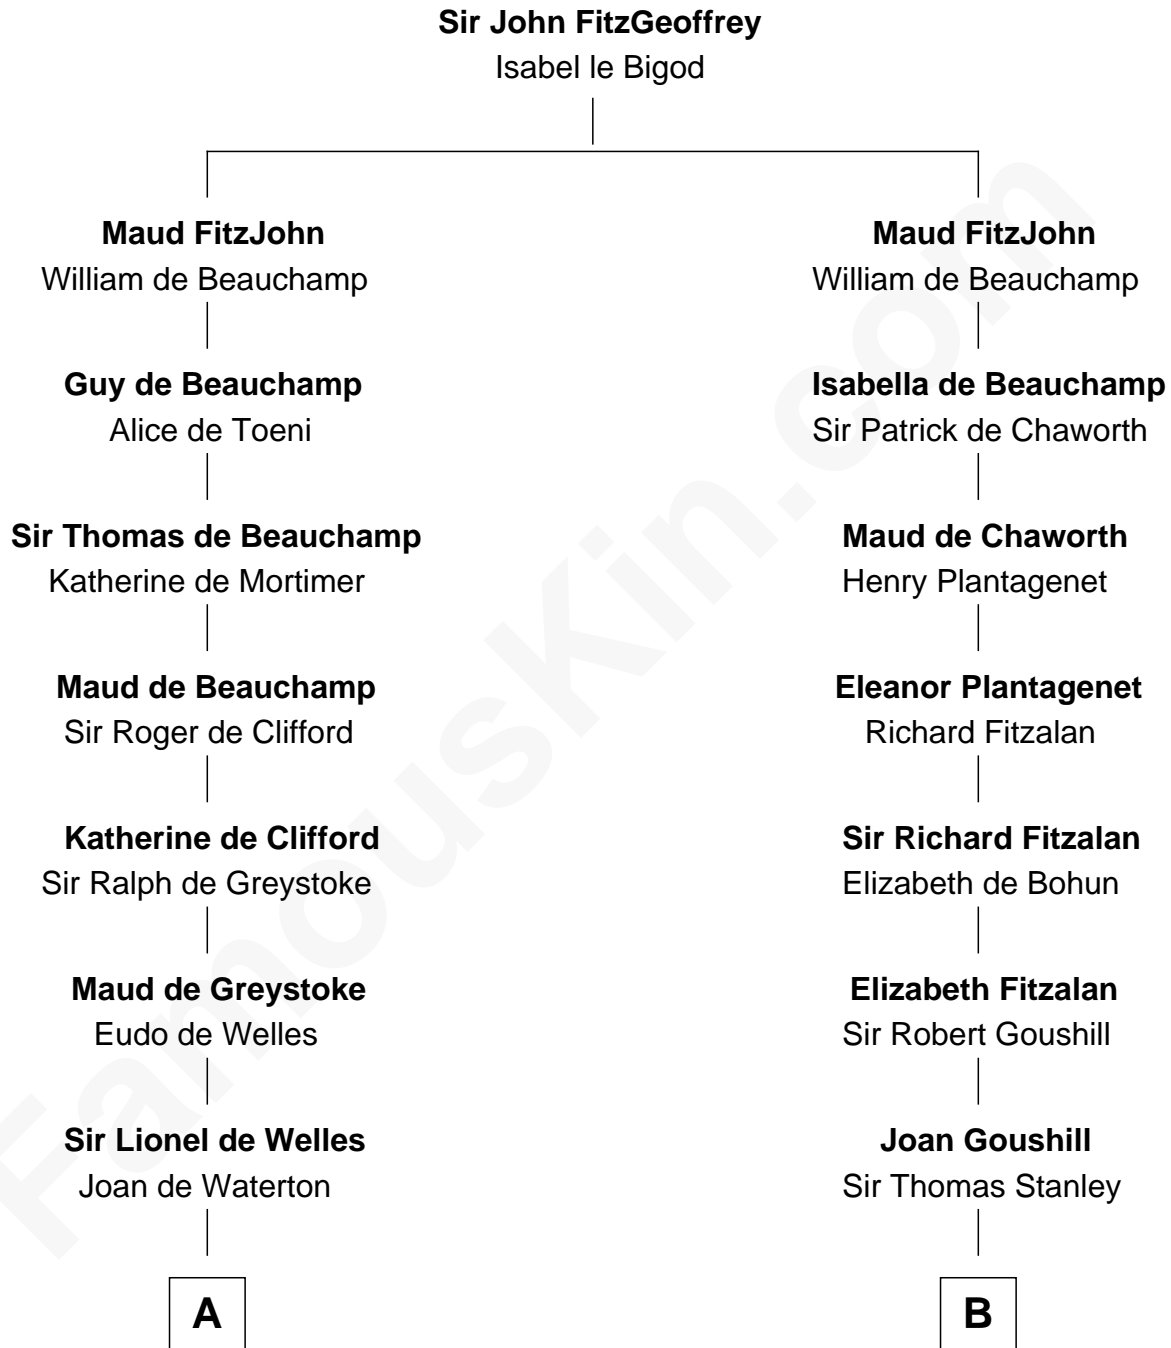 Sir John FitzGeoffrey
Isabel le Bigod
Maud FitzJohn
William de Beauchamp
Guy de Beauchamp
Alice de Toeni
Sir Thomas de Beauchamp
Katherine de Mortimer
Maud de Beauchamp
Sir Roger de Clifford
Katherine de Clifford
Sir Ralph de Greystoke
Maud de Greystoke
Eudo de Welles
Sir Lionel de Welles
Joan de Waterton
A
Maud FitzJohn
William de Beauchamp
Isabella de Beauchamp
Sir Patrick de Chaworth
Maud de Chaworth
Henry Plantagenet
Eleanor Plantagenet
Richard Fitzalan
Sir Richard Fitzalan
Elizabeth de Bohun
Elizabeth Fitzalan
Sir Robert Goushill
Joan Goushill
Sir Thomas Stanley
B
FamousKin.com